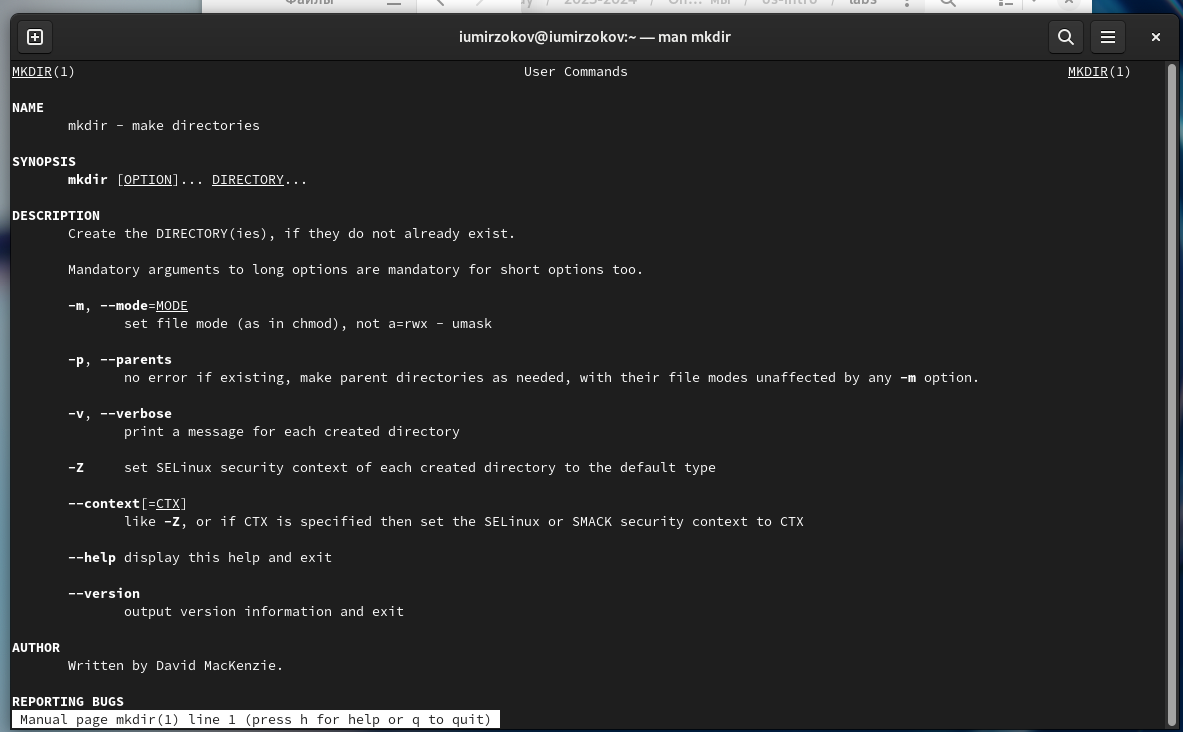 Файлы
2023-2024 / / os-intro / labs
iumirzokov@iumirzokov:~ — man mkdir
MKDIR(1) User Commands MKDIR(1)
NAME
mkdir - make directories
SYNOPSIS
mkdir [OPTION]... DIRECTORY...
DESCRIPTION
Create the DIRECTORY(ies), if they do not already exist.
Mandatory arguments to long options are mandatory for short options too.
-m, --mode=MODE
set file mode (as in chmod), not a=rwx - umask
-p, --parents
no error if existing, make parent directories as needed, with their file modes unaffected by any -m option.
-v, --verbose
print a message for each created directory
-Z set SELinux security context of each created directory to the default type
--context[=CTX]
like -Z, or if CTX is specified then set the SELinux or SMACK security context to CTX
--help display this help and exit
--version
output version information and exit
AUTHOR
Written by David MacKenzie.
REPORTING BUGS
Manual page mkdir(1) line 1 (press h for help or q to quit)